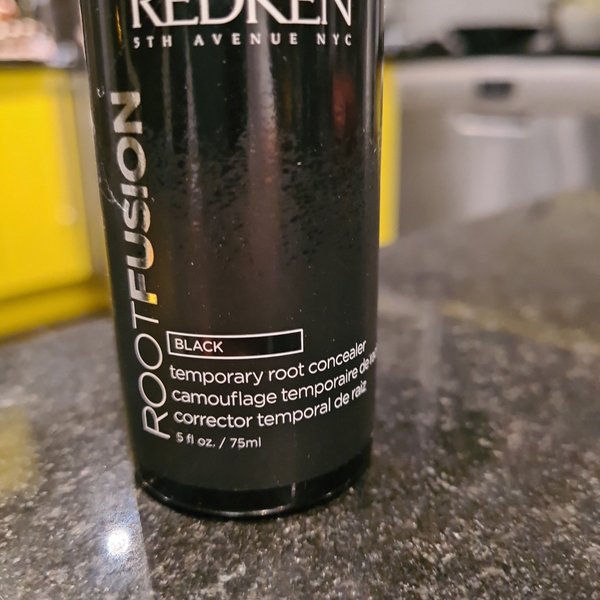 REDKEN
5TH AVENUE NYC
ROOTFUSION
BLACK
temporary root concealer
camouflage temporaire de
corrector temporal de raiz
5 fl oz. / 75ml